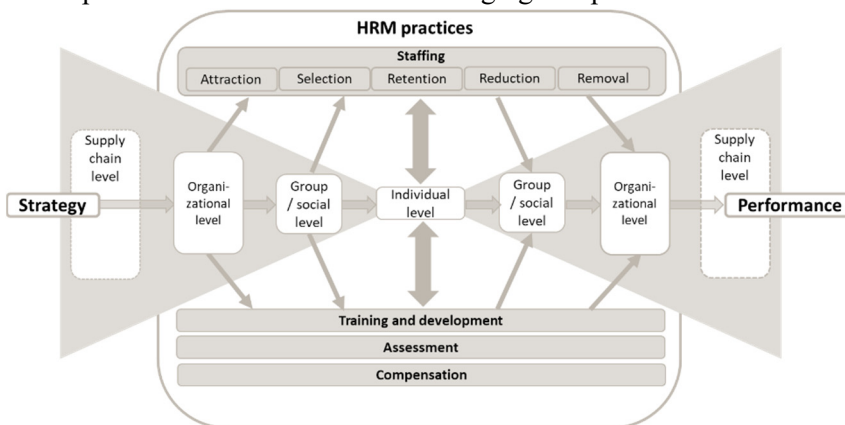 HRM practices
Staffing
Attraction Selection Retention Reduction Removal
Supply
chain
level
Organi-
zational
level
Group
/ social
level
Individual
level
Group
/ social
level
Organi-
zational
level
Supply
chain
level
Strategy
Performance
Training and development
Assessment
Compensation